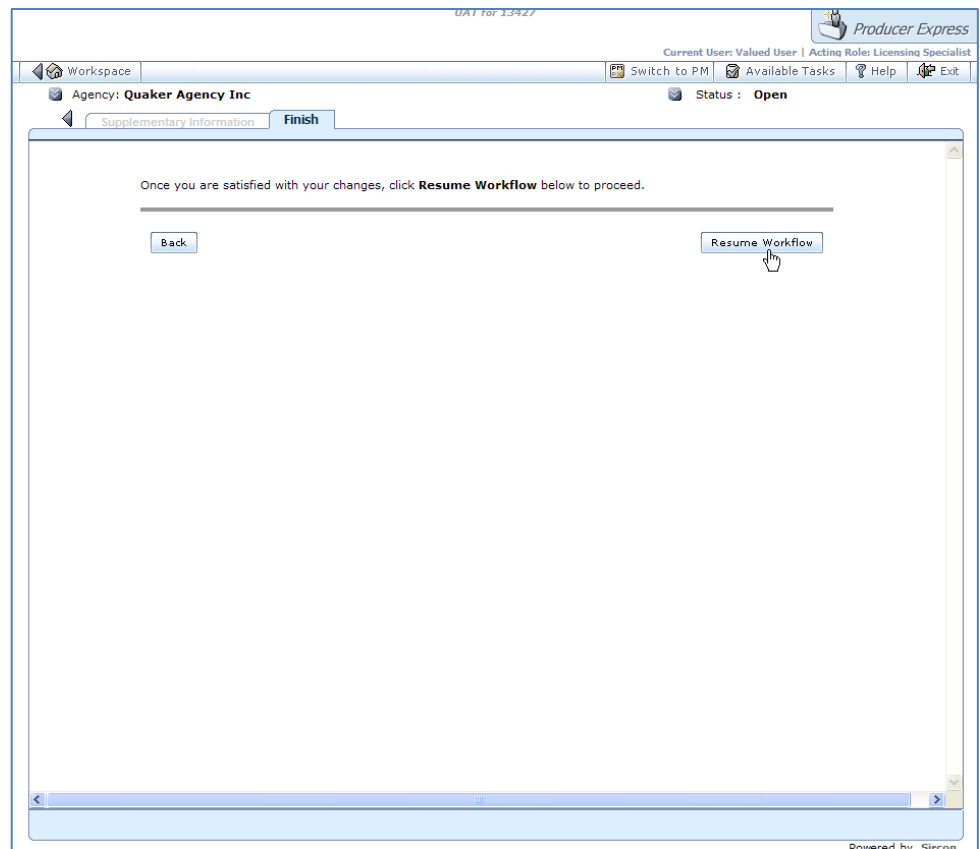 UAT for 13427
Producer Express
Current User: Valued User | Acting Role: Licensing Specialist
Workspace
PM Switch to PM Available Tasks Help Exit
Agency: Quaker Agency Inc Status : Open
Supplementary Information Finish
Once you are satisfied with your changes, click Resume Workflow below to proceed.
Back Resume Workflow
Powered by Sircon